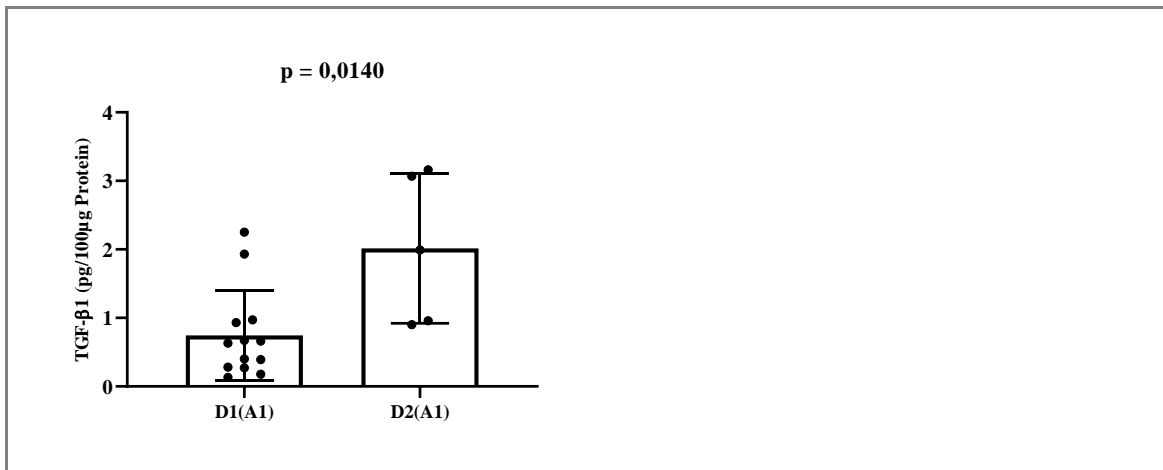 p = 0,0140
TGF-β1 (pg/100µg Protein)
4
3
2
1
0
D1(A1) D2(A1)